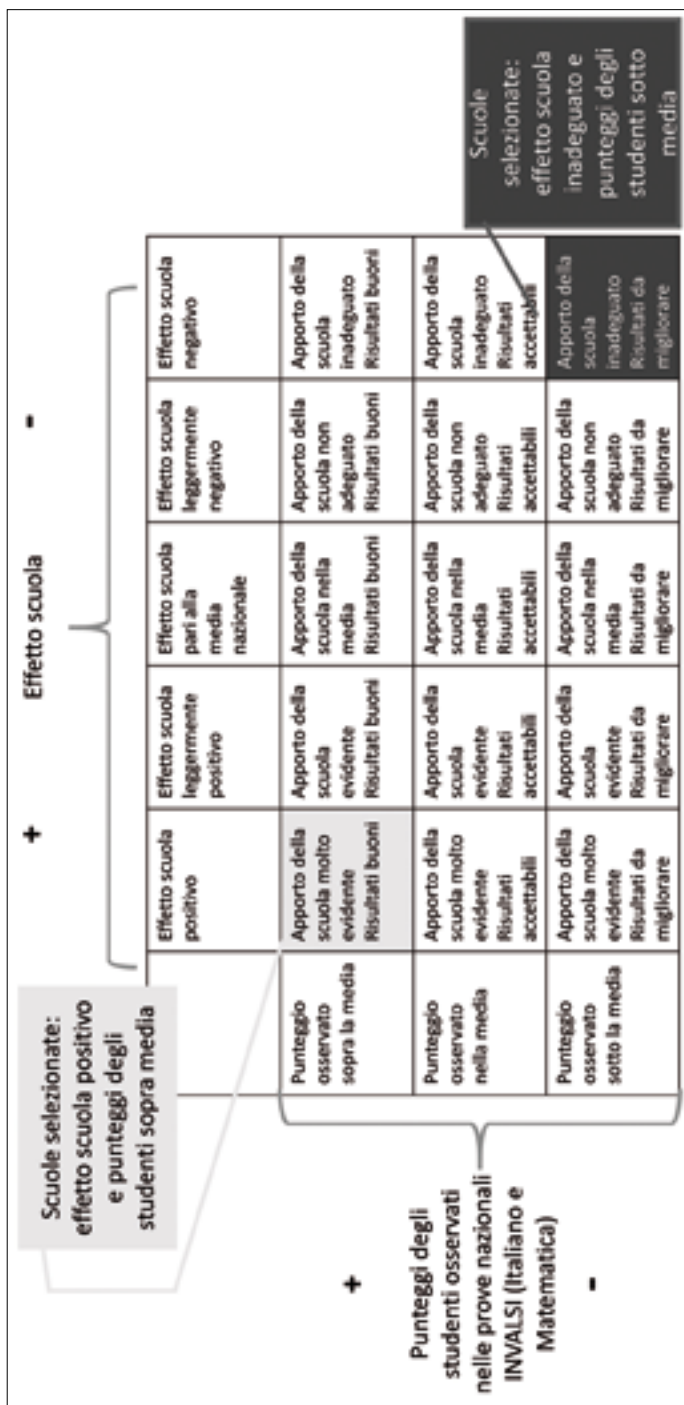 Effetto scuola
+
-
Scuole selezionate:
effetto scuola positivo
e punteggi degli
studenti sopra media
Effetto scuola
positivo
Effetto scuola
leggermente
positivo
Effetto scuola
pari alla
media
nazionale
Effetto scuola
leggermente
negativo
Effetto scuola
negativo
Punteggi degli
studenti osservati
nelle prove nazionali
INVALSI (Italiano e
Matematica)
+
-
Punteggio
osservato
sopra la media
Apporto della
scuola molto
evidente
Risultati buoni
Apporto della
scuola
evidente
Risultati buoni
Apporto della
scuola nella
media
Risultati buoni
Apporto della
scuola non
adeguato
Risultati buoni
Apporto della
scuola
inadeguato
Risultati buoni
Punteggio
osservato
nella media
Apporto della
scuola molto
evidente
Risultati
accettabili
Apporto della
scuola
evidente
Risultati
accettabili
Apporto della
scuola nella
media
Risultati
accettabili
Apporto della
scuola non
adeguato
Risultati
accettabili
Apporto della
scuola
inadeguato
Risultati
accettabili
Punteggio
osservato
sotto la media
Apporto della
scuola molto
evidente
Risultati da
migliorare
Apporto della
scuola
evidente
Risultati da
migliorare
Apporto della
scuola nella
media
Risultati da
migliorare
Apporto della
scuola non
adeguato
Risultati da
migliorare
Apporto della
scuola
inadeguato
Risultati da
migliorare
Scuole
selezionate:
effetto scuola
inadeguato e
punteggi degli
studenti sotto
media